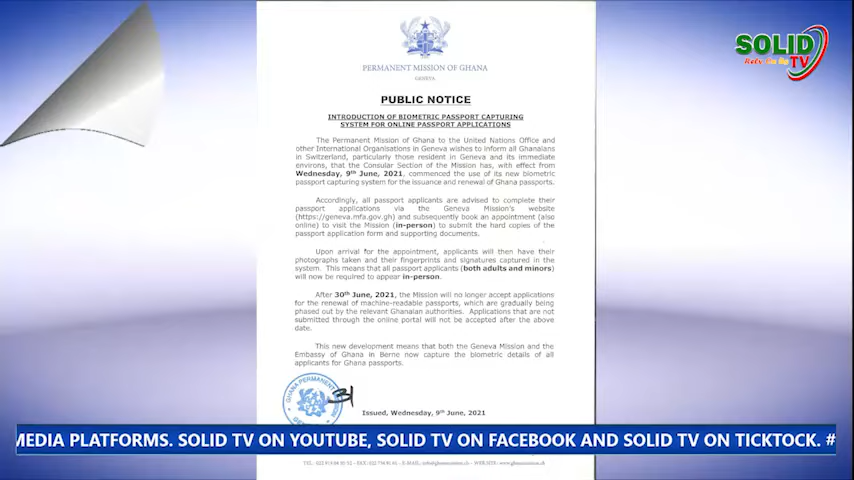 SOLID
Rely On Us
TV
PERMANENT MISSION OF GHANA
GENEVA
PUBLIC NOTICE
INTRODUCTION OF BIOMETRIC PASSPORT CAPTURING
SYSTEM FOR ONLINE PASSPORT APPLICATIONS
The Permanent Mission of Ghana to the United Nations Office and
other International Organisations in Geneva wishes to inform all Ghanaians
in Switzerland, particularly those resident in Geneva and its immediate
environs, that the Consular Section of the Mission has, with effect from
Wednesday, 9th June, 2021, commenced the use of its new biometric
passport capturing system for the issuance and renewal of Ghana passports.
Accordingly, all passport applicants are advised to complete their
passport applications via the Geneva Mission's website
(https://geneva.mfa.gov.gh) and subsequently book an appointment (also
online) to visit the Mission (in-person) to submit the hard copies of the
passport application form and supporting documents.
Upon arrival for the appointment, applicants will then have their
photographs taken and their fingerprints and signatures captured in the
system. This means that all passport applicants (both adults and minors)
will now be required to appear in-person.
After 30th June, 2021, the Mission will no longer accept applications
for the renewal of machine-readable passports, which are gradually being
phased out by the relevant Ghanaian authorities. Applications that are not
submitted through the online portal will not be accepted after the above
date.
This new development means that both the Geneva Mission and the
Embassy of Ghana in Berne now capture the biometric details of all
applicants for Ghana passports.
GHANA PERMANENT
Issued, Wednesday, 9th June, 2021
MEDIA PLATFORMS. SOLID TV ON YOUTUBE, SOLID TV ON FACEBOOK AND SOLID TV ON TICKTOCK. #